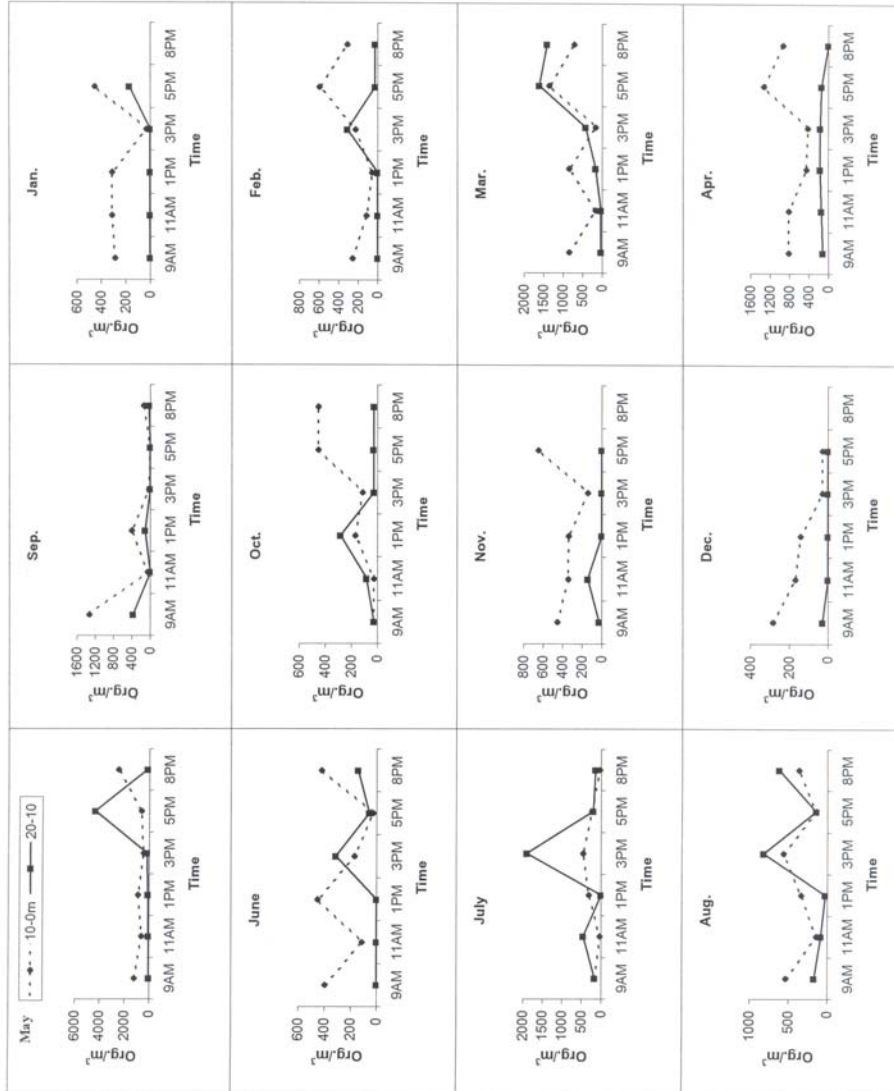 May
10-0m 20-10
Org./m³
6000
4000
2000
0
9AM 11AM 1PM 3PM 5PM 8PM
Time
Sep.
Org./m³
1600
1200
800
400
0
9AM 11AM 1PM 3PM 5PM 8PM
Time
Jan.
Org./m³
600
400
200
0
9AM 11AM 1PM 3PM 5PM 8PM
Time
June
Org./m³
600
400
200
0
9AM 11AM 1PM 3PM 5PM 8PM
Time
Oct.
Org./m³
600
400
200
0
9AM 11AM 1PM 3PM 5PM 8PM
Time
Feb.
Org./m³
800
600
400
200
0
9AM 11AM 1PM 3PM 5PM 8PM
Time
July
Org./m³
2000
1500
1000
500
0
9AM 11AM 1PM 3PM 5PM 8PM
Time
Nov.
Org./m³
800
600
400
200
0
9AM 11AM 1PM 3PM 5PM 8PM
Time
Mar.
Org./m³
2000
1500
1000
500
0
9AM 11AM 1PM 3PM 5PM 8PM
Time
Aug.
Org./m³
1000
500
0
9AM 11AM 1PM 3PM 5PM 8PM
Time
Dec.
Org./m³
400
200
0
9AM 11AM 1PM 3PM 5PM 8PM
Time
Apr.
Org./m³
1600
1200
800
400
0
9AM 11AM 1PM 3PM 5PM 8PM
Time